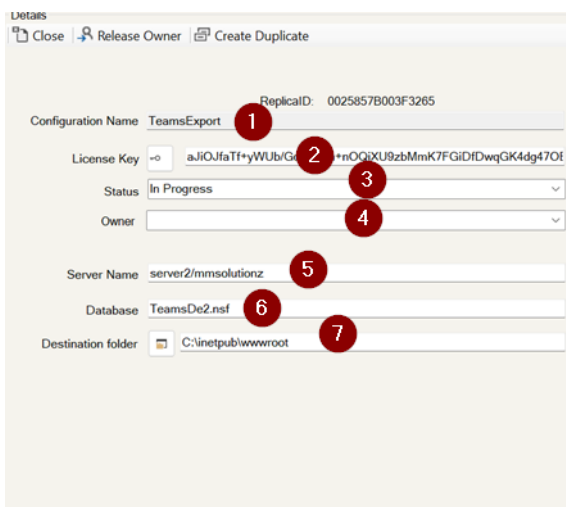 Details
Close Release Owner Create Duplicate
ReplicaID: 0025857B003F3265
Configuration Name TeamsExport 1
License Key 2
Status In Progress 3
Owner 4
Server Name server2/mmsolutionz 5
Database TeamsDe2.nsf 6
Destination folder C:\inetpub\wwwroot 7